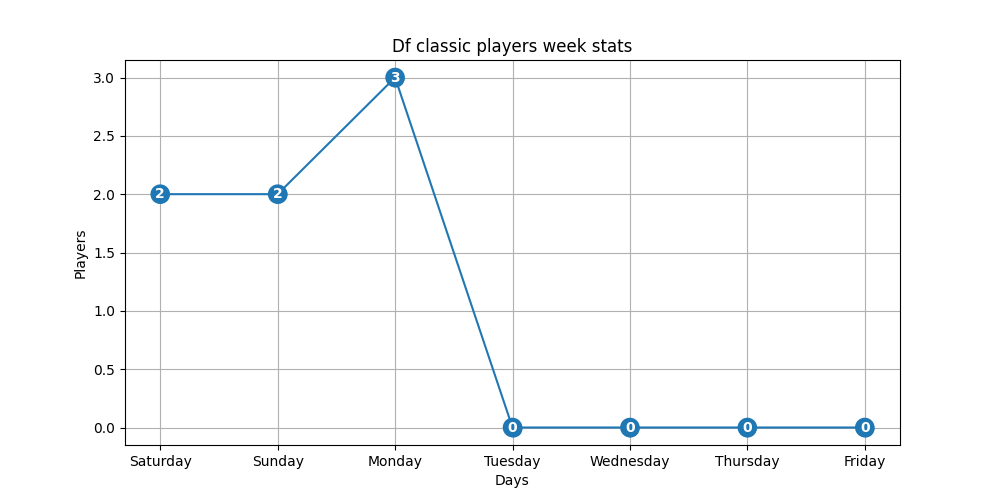 Df classic players week stats
3.0
2.5
2.0
1.5
1.0
0.5
0.0
Players
2 2 3 0 0 0 0
Saturday Sunday Monday Tuesday Wednesday Thursday Friday
Days